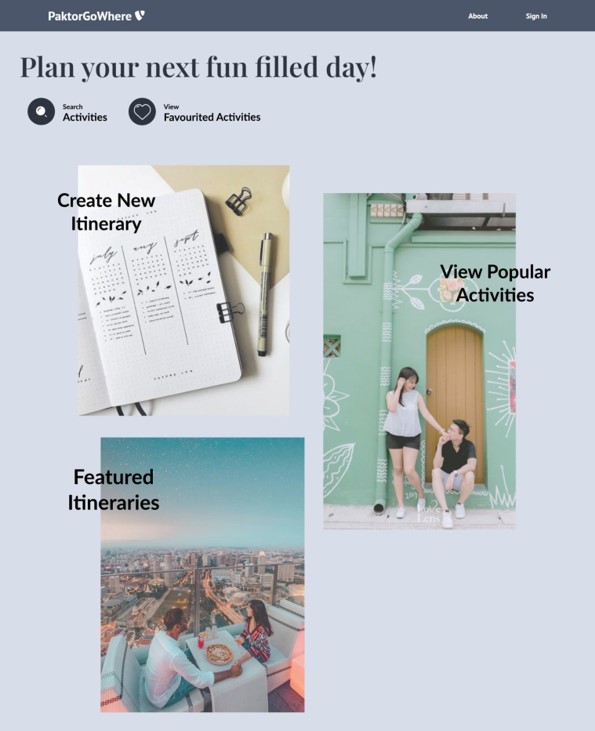 PaktorGoWhere
About
Sign In
Plan your next fun filled day!
Search
Activities
View
Favourited Activities
Create New
Itinerary
july
aug
sept
View Popular
Activities
Featured
Itineraries